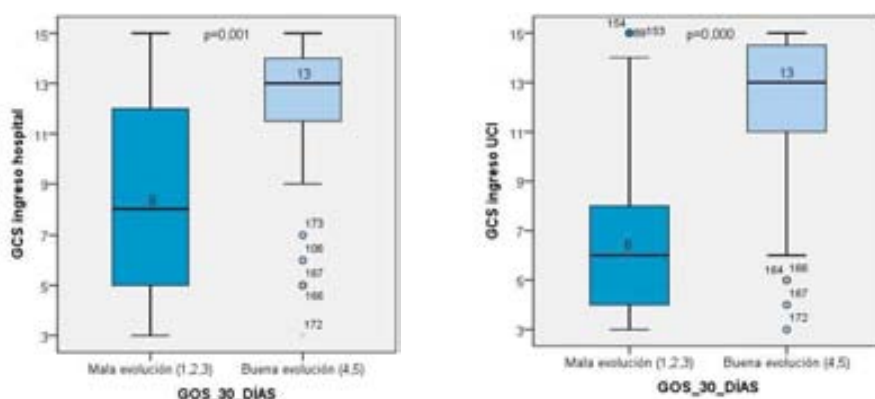 p=0,001
GCS ingreso hospital
15
13
11
9
7
5
3
8
13
173
106
167
166
172
Mala evolución (1,2,3)
Buena evolución (4,5)
GOS_30_DÍAS
154
153
p=0,000
GCS ingreso UCI
15
13
11
9
7
5
3
6
13
164 166
167
172
Mala evolución (1,2,3)
Buena evolución (4,5)
GOS_30_DÍAS